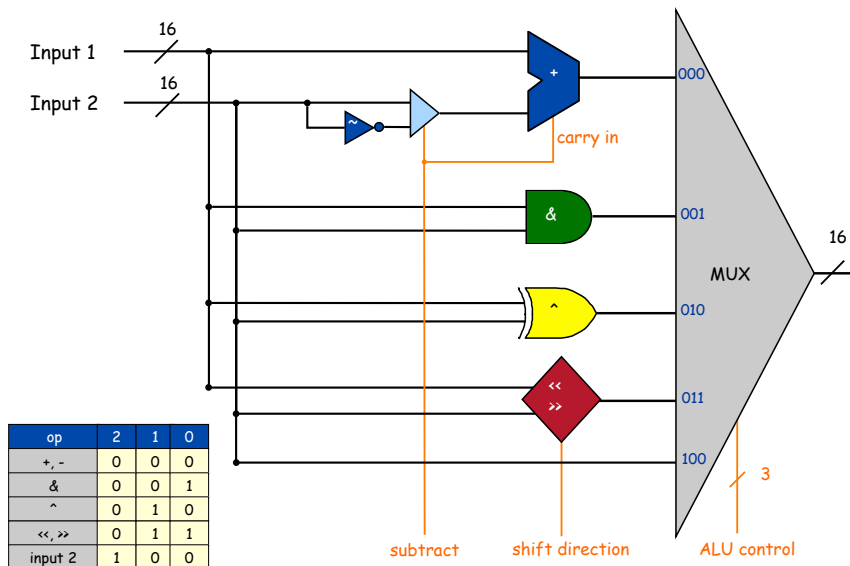 16
Input 1
16
Input 2
~
+
000
carry in
&
001
16
MUX
^
010
<<
>>
011
100
3
subtract
shift direction
ALU control
op 2 1 0
+, - 0 0 0
& 0 0 1
^ 0 1 0
<<, >> 0 1 1
input 2 1 0 0